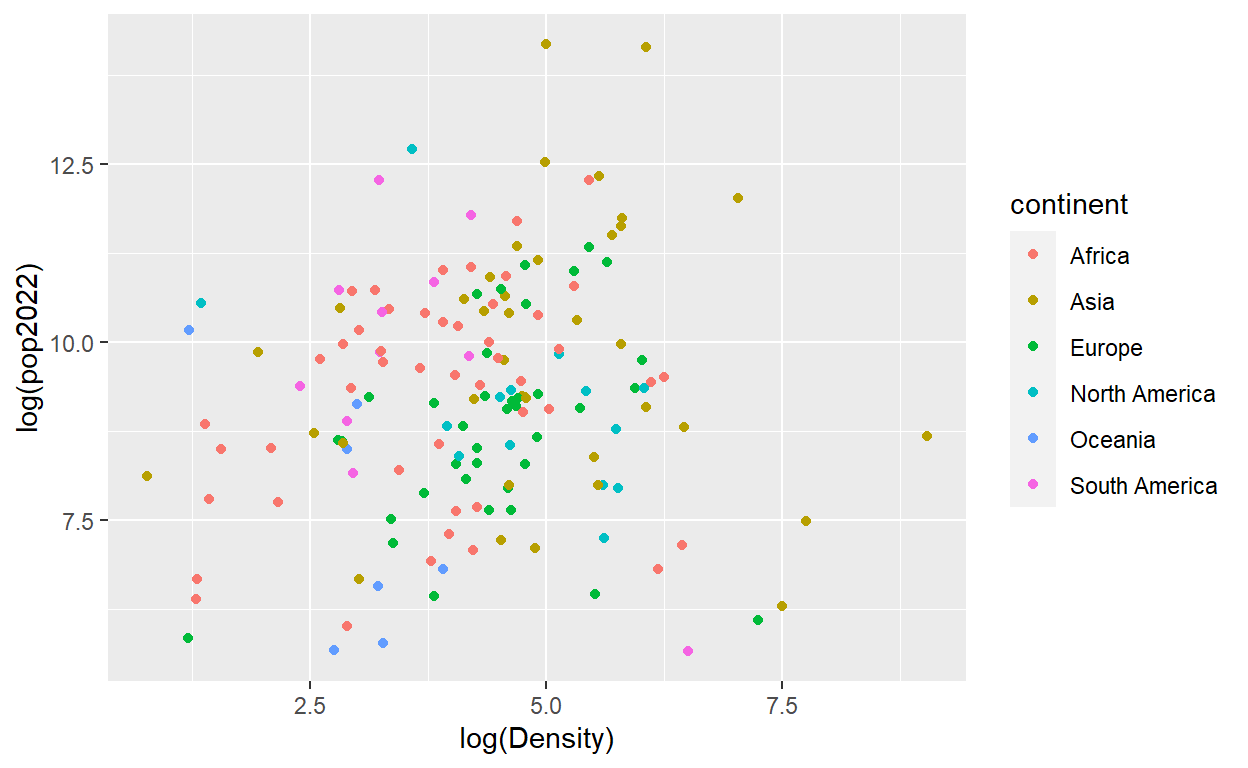 12.5
10.0
7.5
log(pop2022)
2.5 5.0 7.5
log(Density)
continent
Africa
Asia
Europe
North America
Oceania
South America